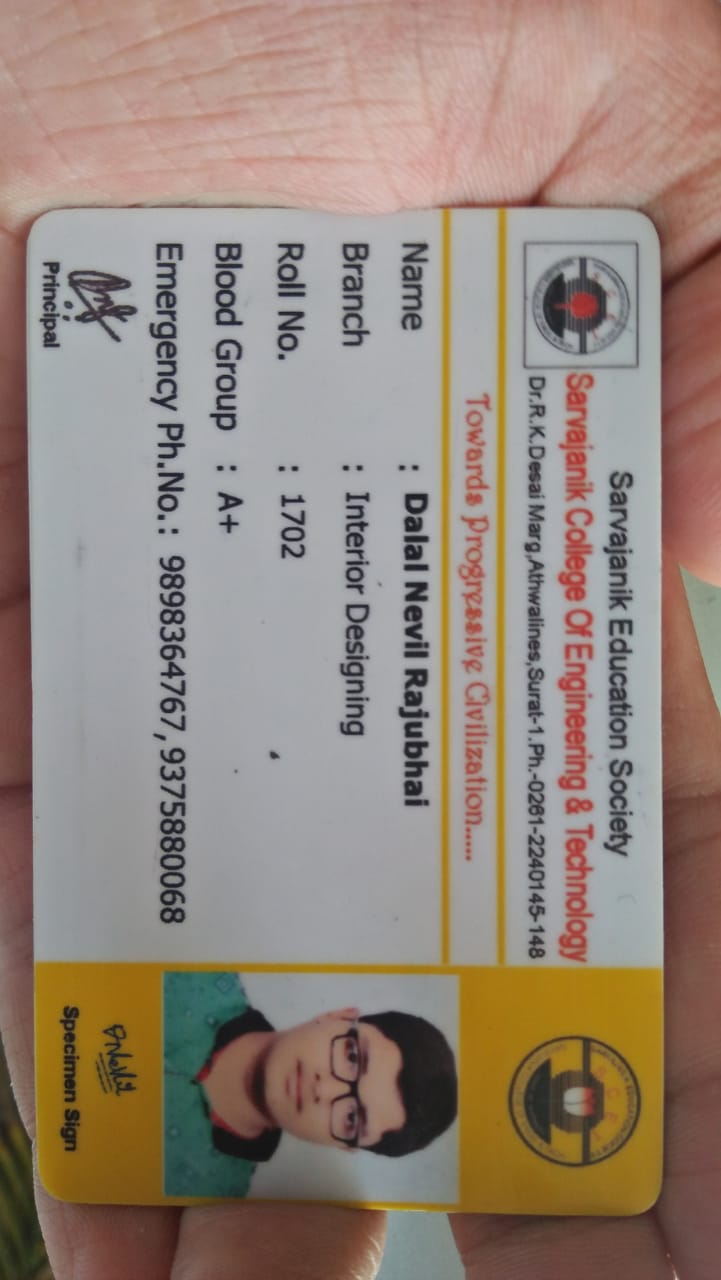 Sarvajanik Education Society
Sarvajanik College Of Engineering & Technology
Dr.R.K.Desai Marg,Athwalines,Surat-1.Ph.-0261-2240145-148
Towards Progressive Civilization.....
Name : Dalal Nevil Rajubhai
Branch : Interior Designing
Roll No. : 1702
Blood Group : A+
Emergency Ph.No.: 9898364767, 9375880068
Principal
Specimen Sign